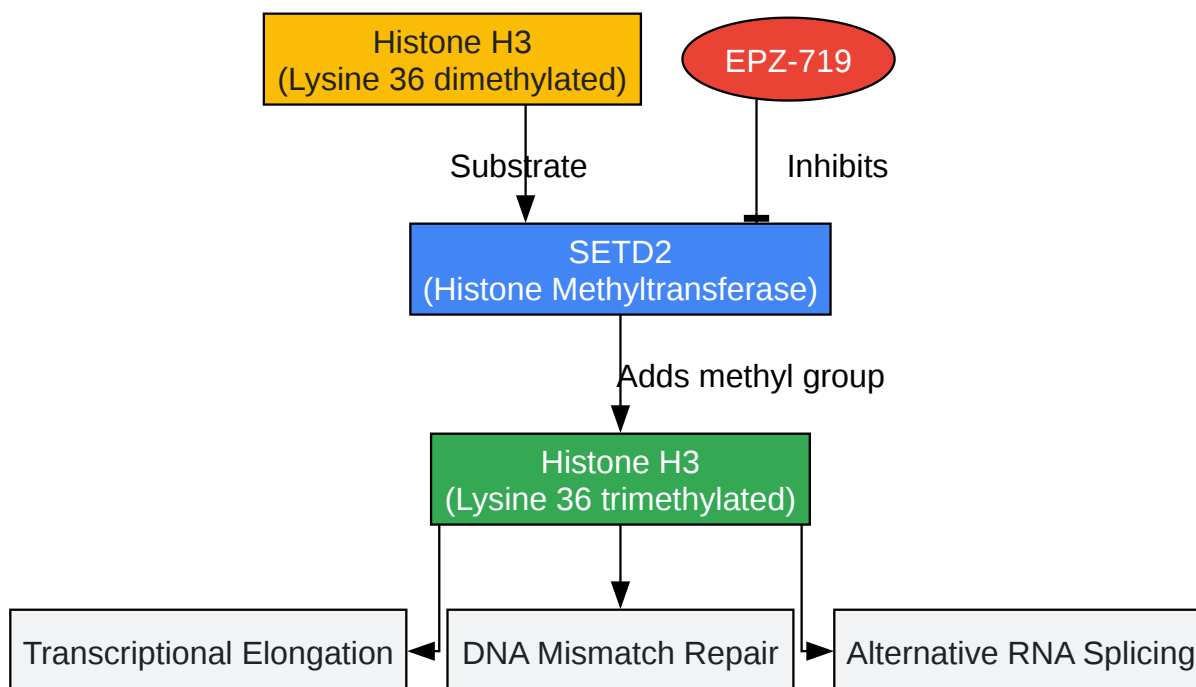 Histone H3
(Lysine 36 dimethylated)
EPZ-719
Substrate
Inhibits
SETD2
(Histone Methyltransferase)
Adds methyl group
Histone H3
(Lysine 36 trimethylated)
Transcriptional Elongation
DNA Mismatch Repair
Alternative RNA Splicing